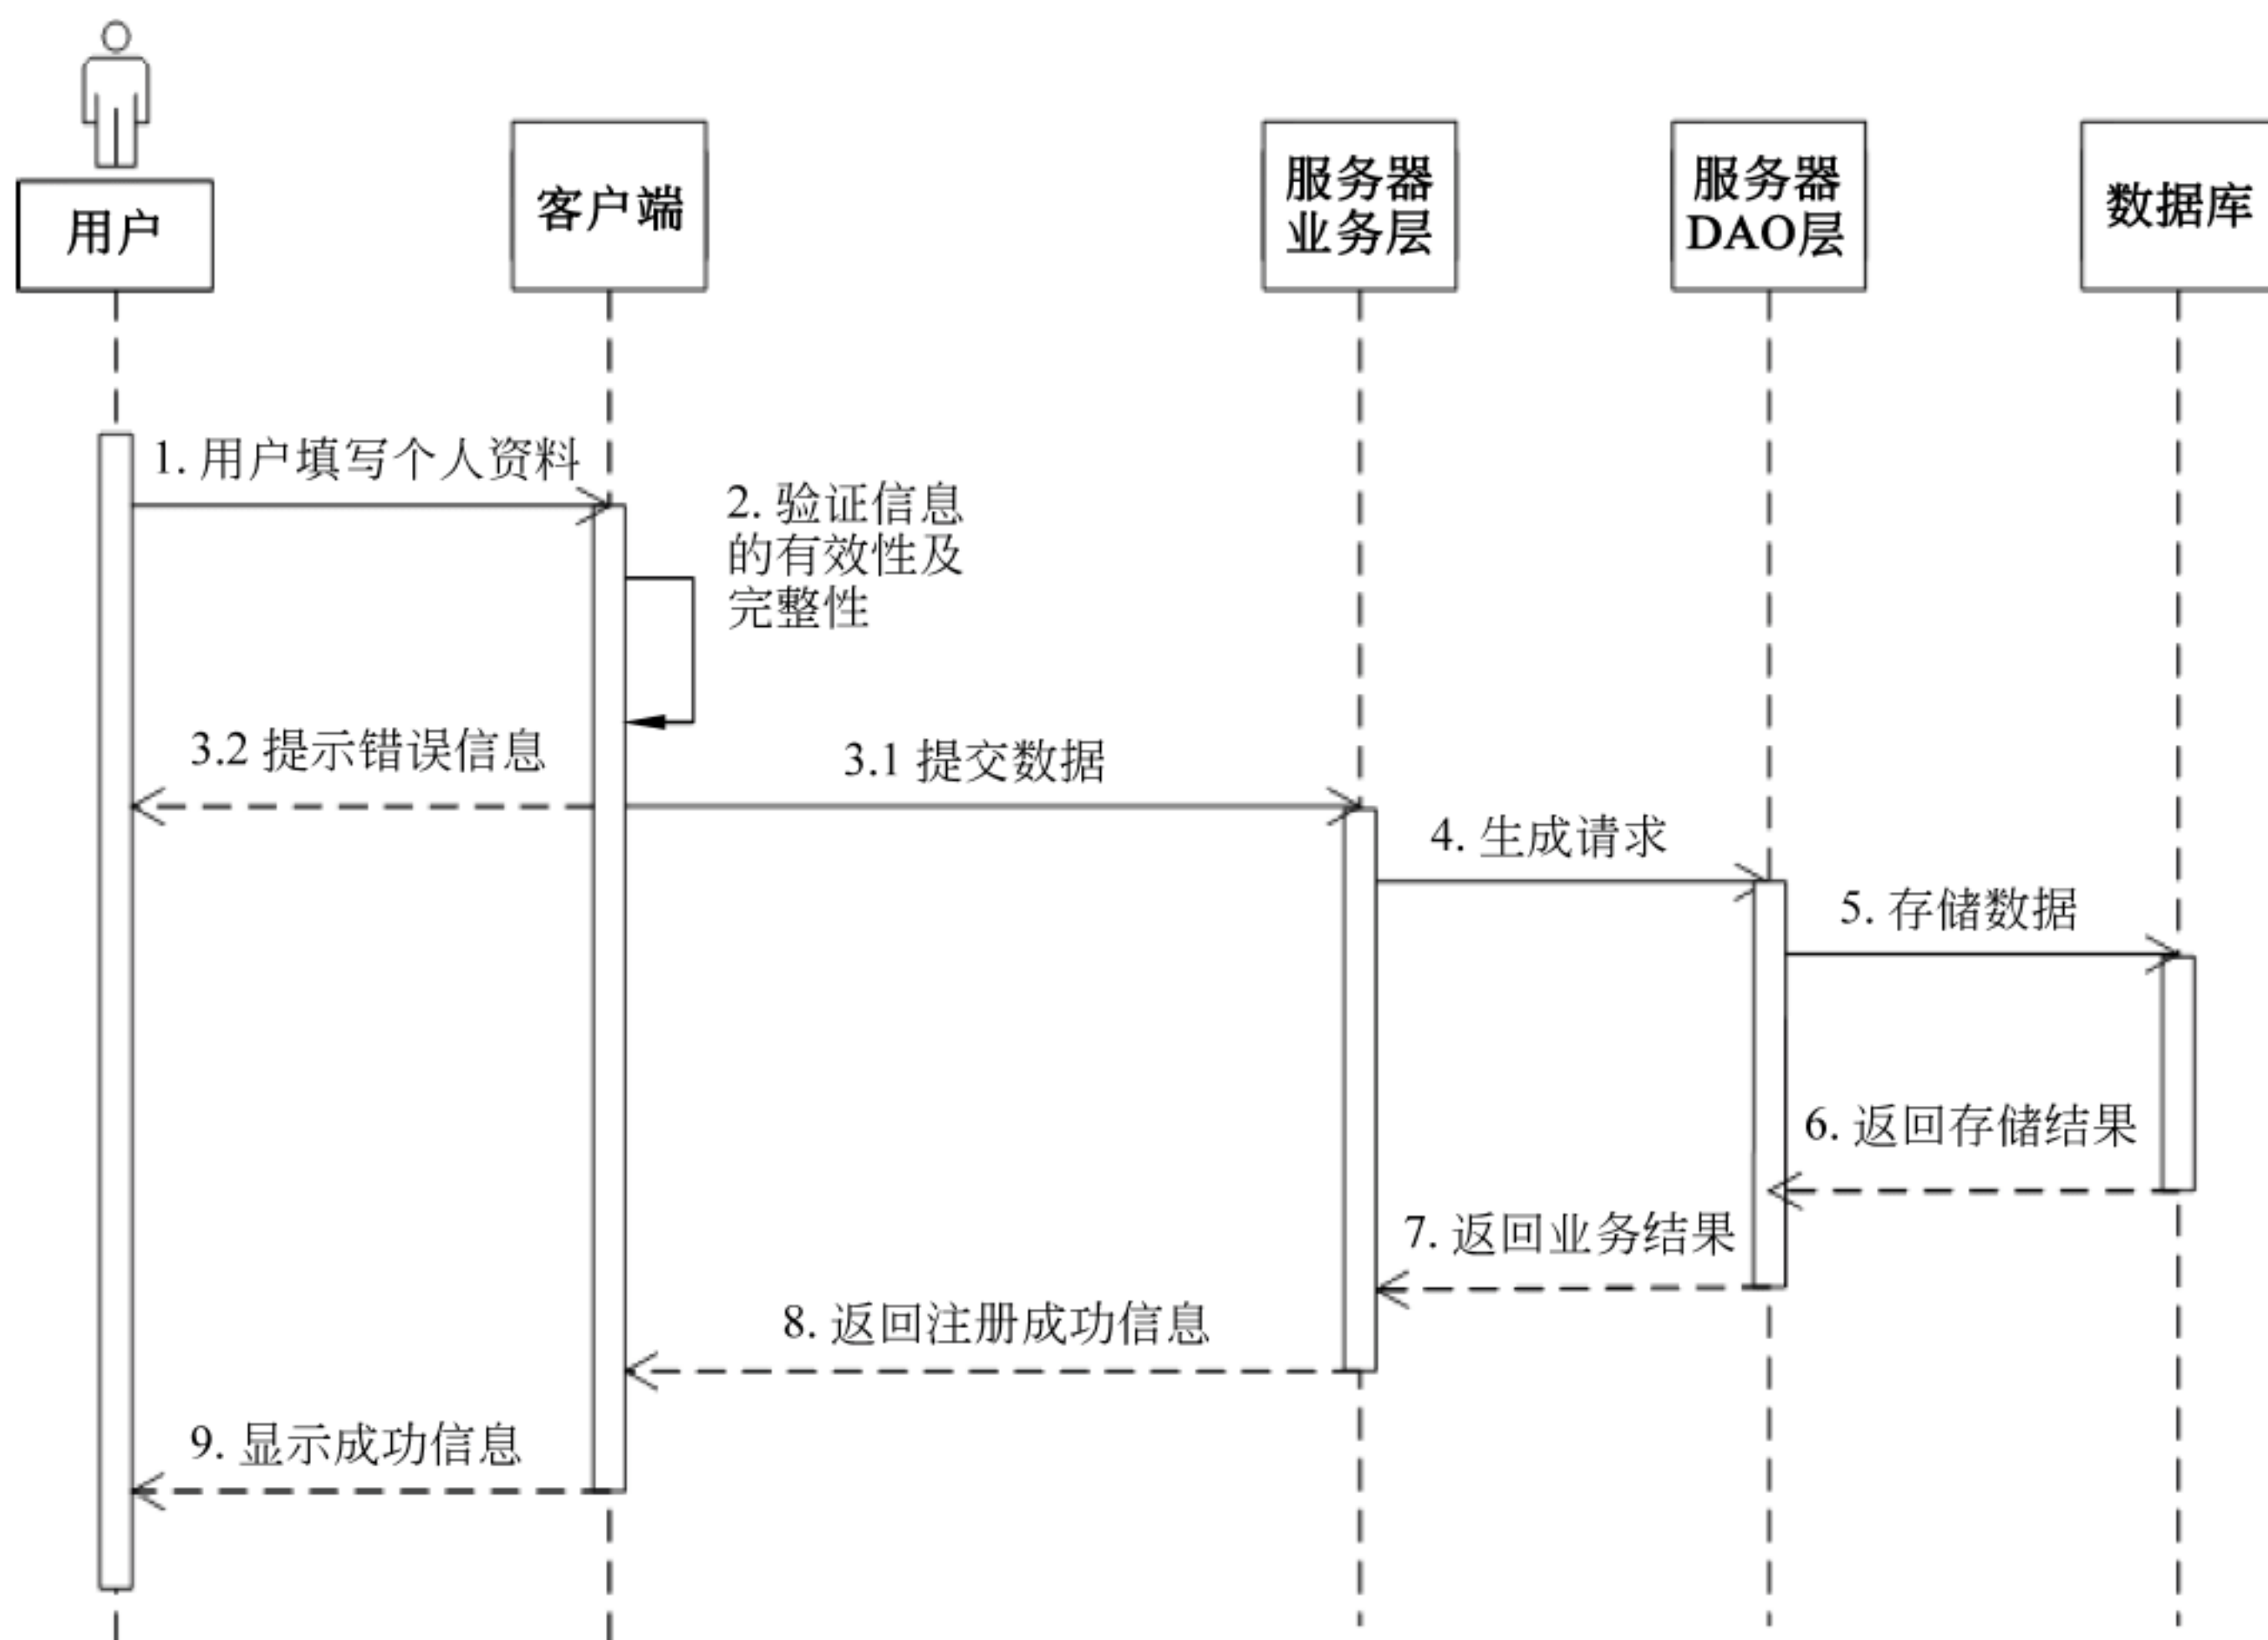 用户
客户端
服务器
业务层
服务器
DAO层
数据库
1. 用户填写个人资料
2. 验证信息
的有效性及
完整性
3.2 提示错误信息
3.1 提交数据
4. 生成请求
5. 存储数据
6. 返回存储结果
7. 返回业务结果
8. 返回注册成功信息
9. 显示成功信息